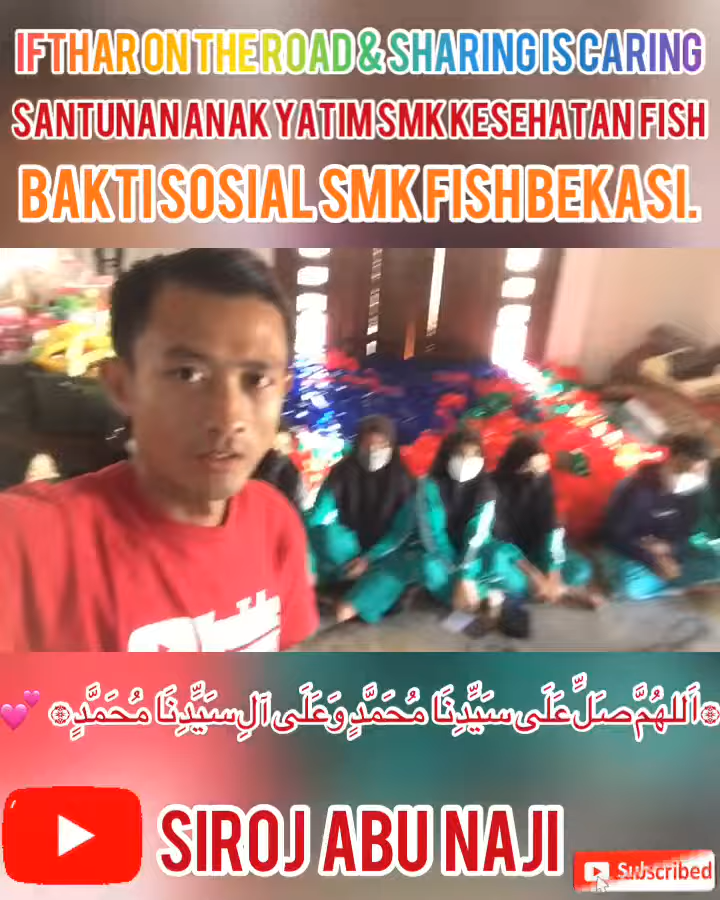 IFTHAR ON THE ROAD & SHARING IS CARING
SANTUNAN ANAK YATIM SMK KESEHATAN FISH
BAKTI SOSIAL SMK FISH BEKASI.
۞اَللهُمَّ صَلِّ عَلَى سَيِّدِنَا مُحَمَّدٍ وَعَلَى اٰلِ سَيِّدِنَا مُحَمَّدٍ۞ 💕
SIROJ ABU NAJI
Subscribed